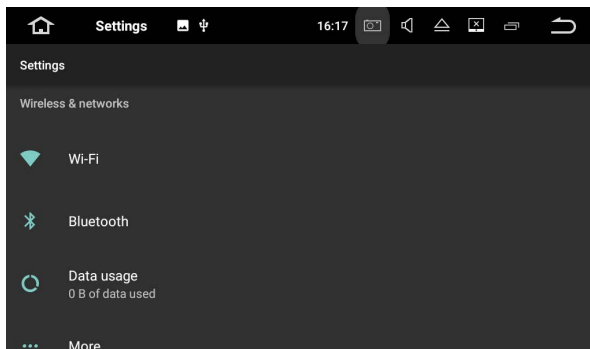 Settings
16:17
Settings
Wireless & networks
Wi-Fi
Bluetooth
Data usage
0 B of data used
More